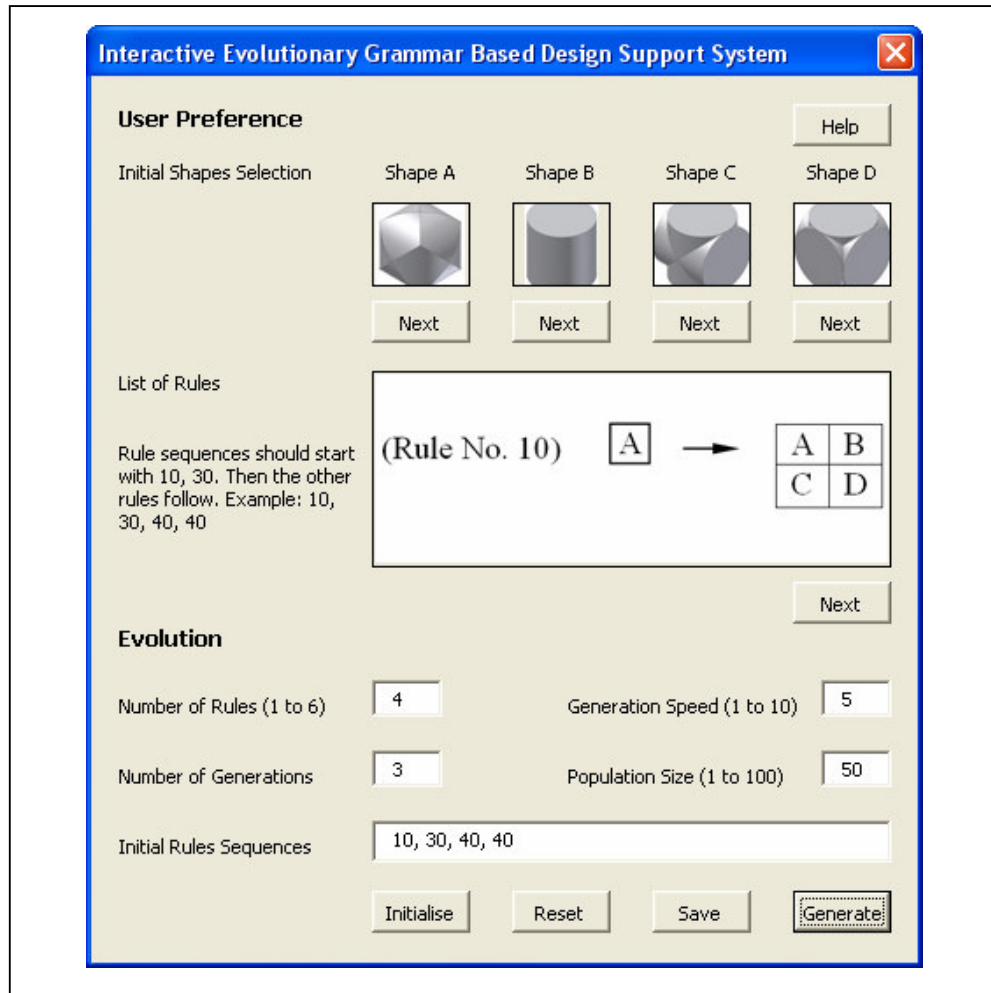 Interactive Evolutionary Grammar Based Design Support System
User Preference
Help
Initial Shapes Selection
Shape A
Shape B
Shape C
Shape D
Next
Next
Next
Next
List of Rules
Rule sequences should start
with 10, 30. Then the other
rules follow. Example: 10,
30, 40, 40
(Rule No. 10)
A
A B
C D
Next
Evolution
Number of Rules (1 to 6)
4
Generation Speed (1 to 10)
5
Number of Generations
3
Population Size (1 to 100)
50
Initial Rules Sequences
10, 30, 40, 40
Initialise
Reset
Save
Generate